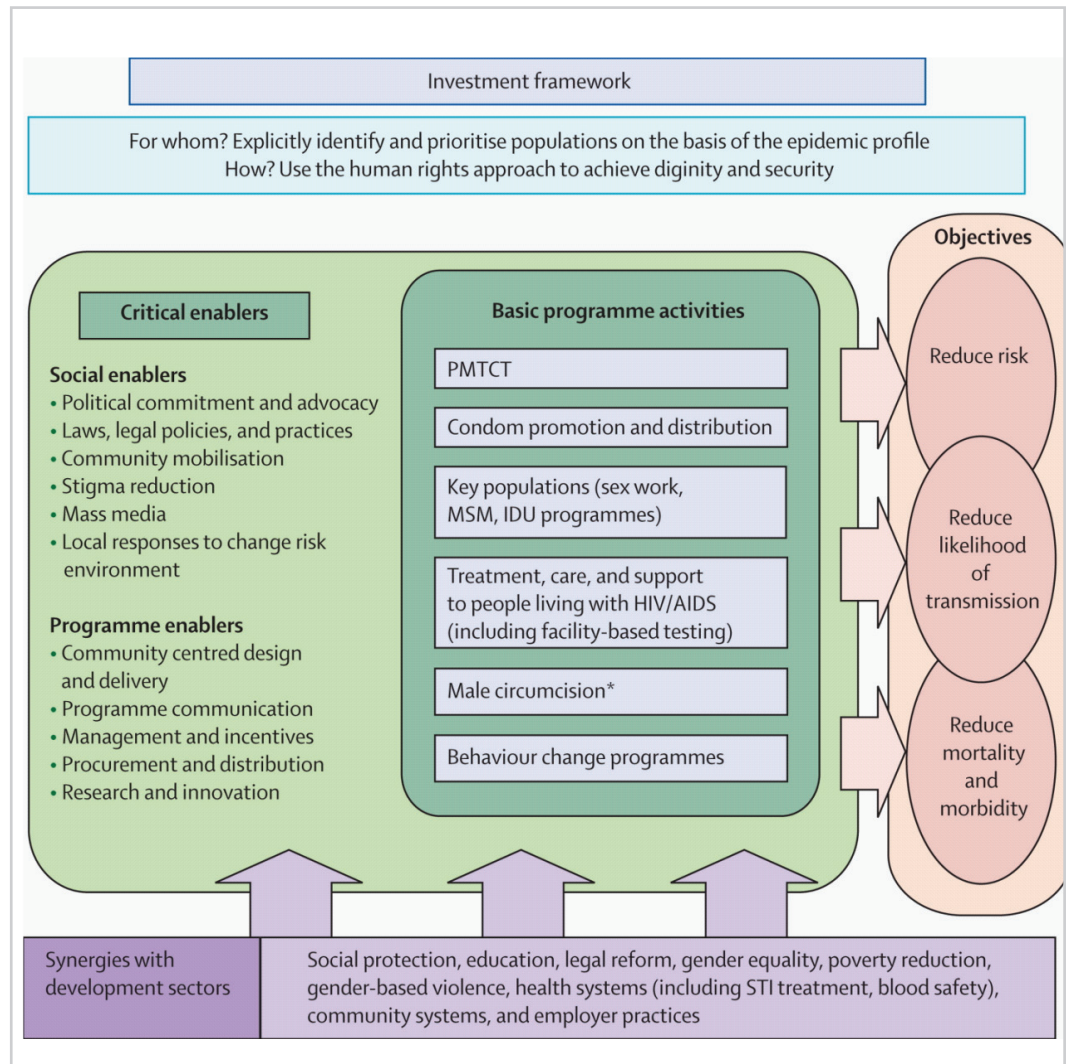 Investment framework
For whom? Explicitly identify and prioritise populations on the basis of the epidemic profile
How? Use the human rights approach to achieve diginity and security
Critical enablers
Social enablers
• Political commitment and advocacy
• Laws, legal policies, and practices
• Community mobilisation
• Stigma reduction
• Mass media
• Local responses to change risk
environment
Programme enablers
• Community centred design
and delivery
• Programme communication
• Management and incentives
• Procurement and distribution
• Research and innovation
Basic programme activities
PMTCT
Condom promotion and distribution
Key populations (sex work,
MSM, IDU programmes)
Treatment, care, and support
to people living with HIV/AIDS
(including facility-based testing)
Male circumcision*
Behaviour change programmes
Objectives
Reduce risk
Reduce
likelihood
of
transmission
Reduce
mortality
and
morbidity
Synergies with
development sectors
Social protection, education, legal reform, gender equality, poverty reduction,
gender-based violence, health systems (including STI treatment, blood safety),
community systems, and employer practices